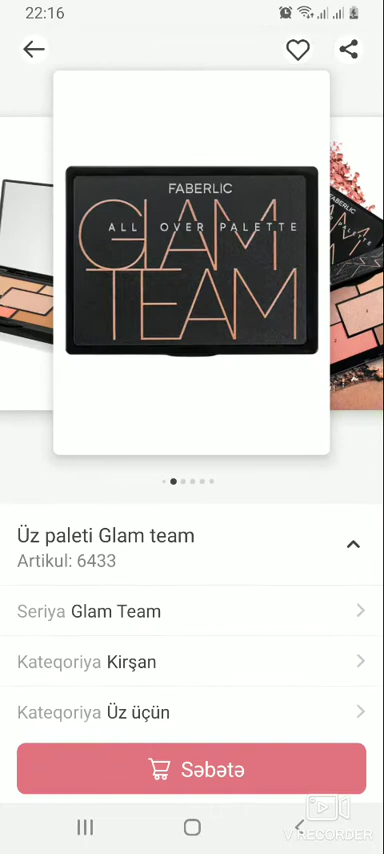 22:16
FABERLIC
ALL OVER PALETTE
GLAM
TEAM
FABERLIC
Üz paleti Glam team
Artikul: 6433
Seriya Glam Team
Kateqoriya Kirşan
Kateqoriya Üz üçün
Səbətə
V RECORDER